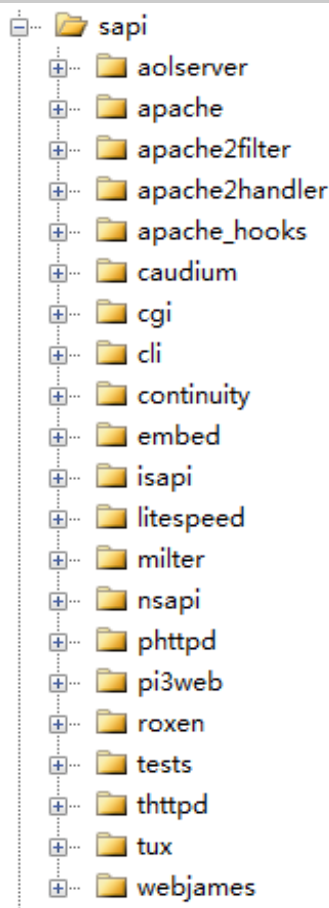 sapi
aolserver
apache
apache2filter
apache2handler
apache_hooks
caudium
cgi
cli
continuity
embed
isapi
litespeed
milter
nsapi
phttpd
pi3web
roxen
tests
thttpd
tux
webjames